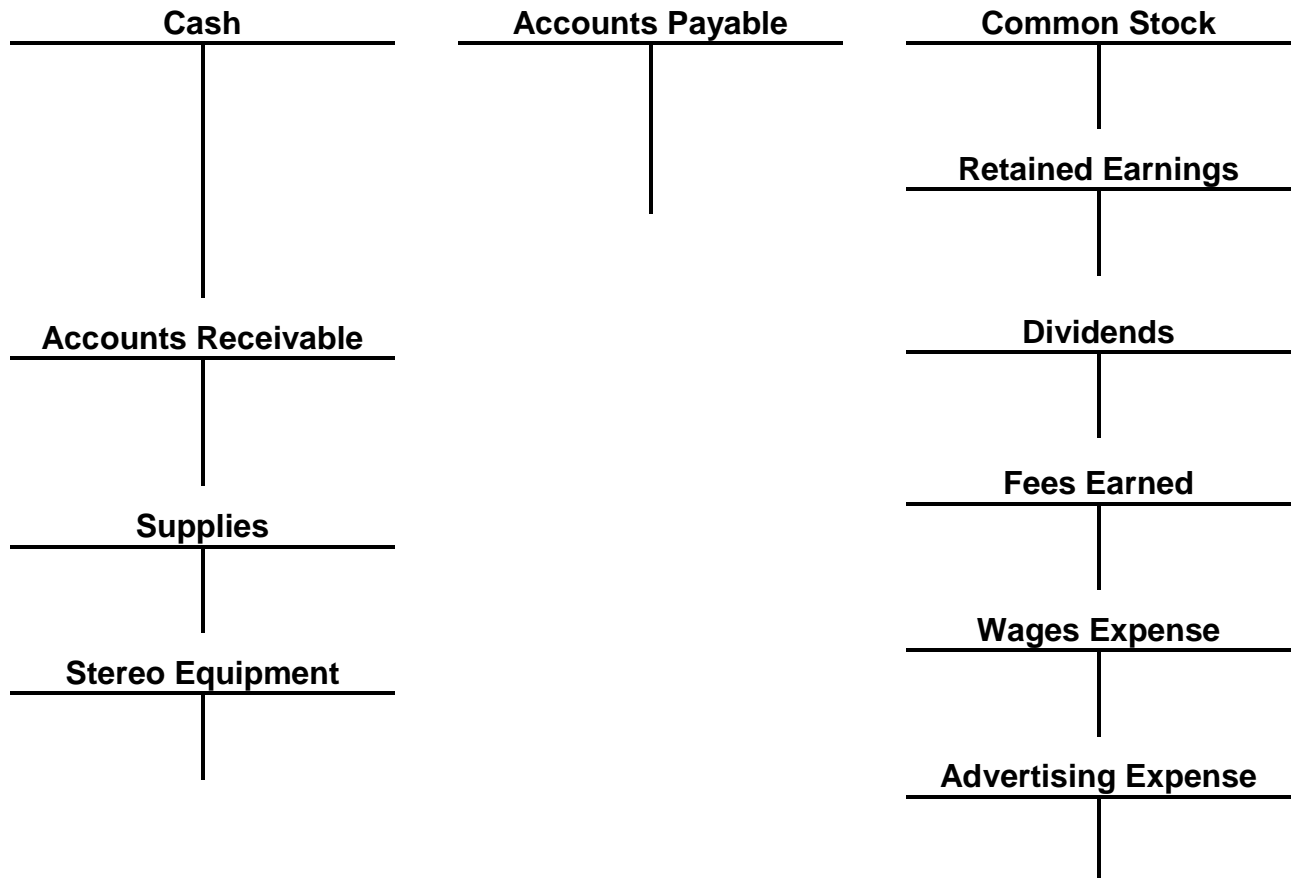 Cash
Accounts Payable
Common Stock
Retained Earnings
Accounts Receivable
Dividends
Fees Earned
Supplies
Wages Expense
Stereo Equipment
Advertising Expense